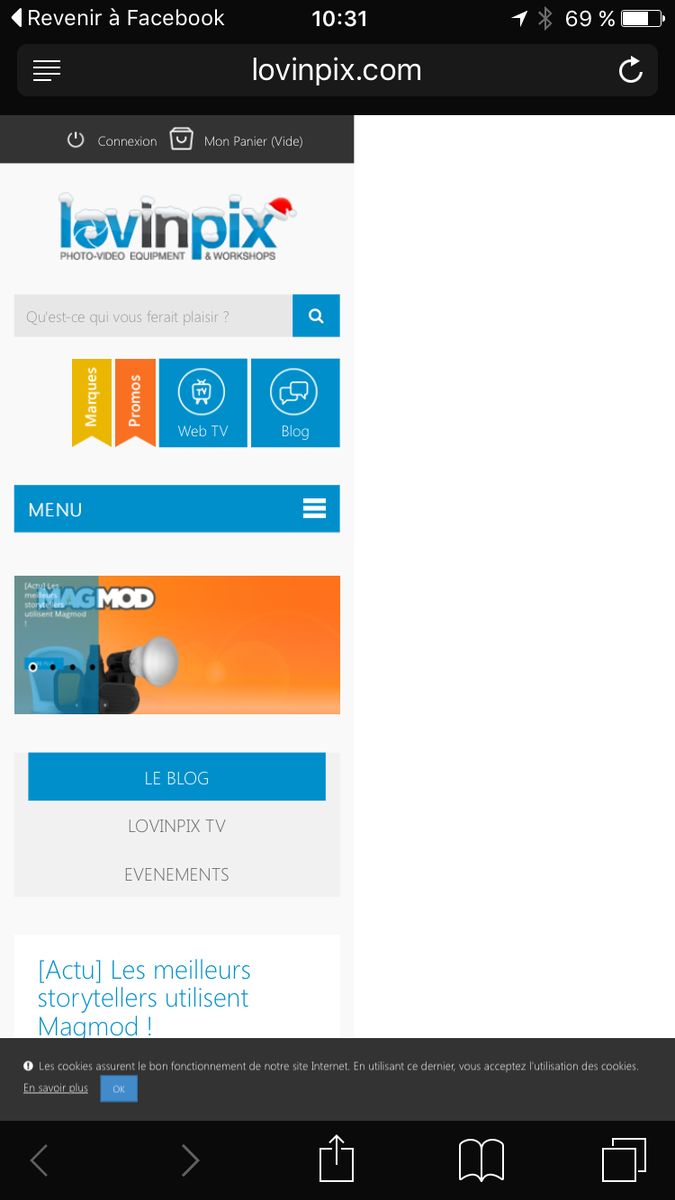 Revenir à Facebook
10:31
69 %
lovinpix.com
Connexion
Mon Panier (Vide)
lovinpix
PHOTO-VIDEO EQUIPMENT & WORKSHOPS
Qu'est-ce qui vous ferait plaisir ?
Marques
Promos
TV
Web TV
Blog
MENU
[Actu] Les
meilleurs
storytellers
utilisent Magmod
!
MAGMOD
LE BLOG
LOVINPIX TV
EVENEMENTS
[Actu] Les meilleurs
storytellers utilisent
Magmod !
Les cookies assurent le bon fonctionnement de notre site Internet. En utilisant ce dernier, vous acceptez l'utilisation des cookies.
En savoir plus
OK